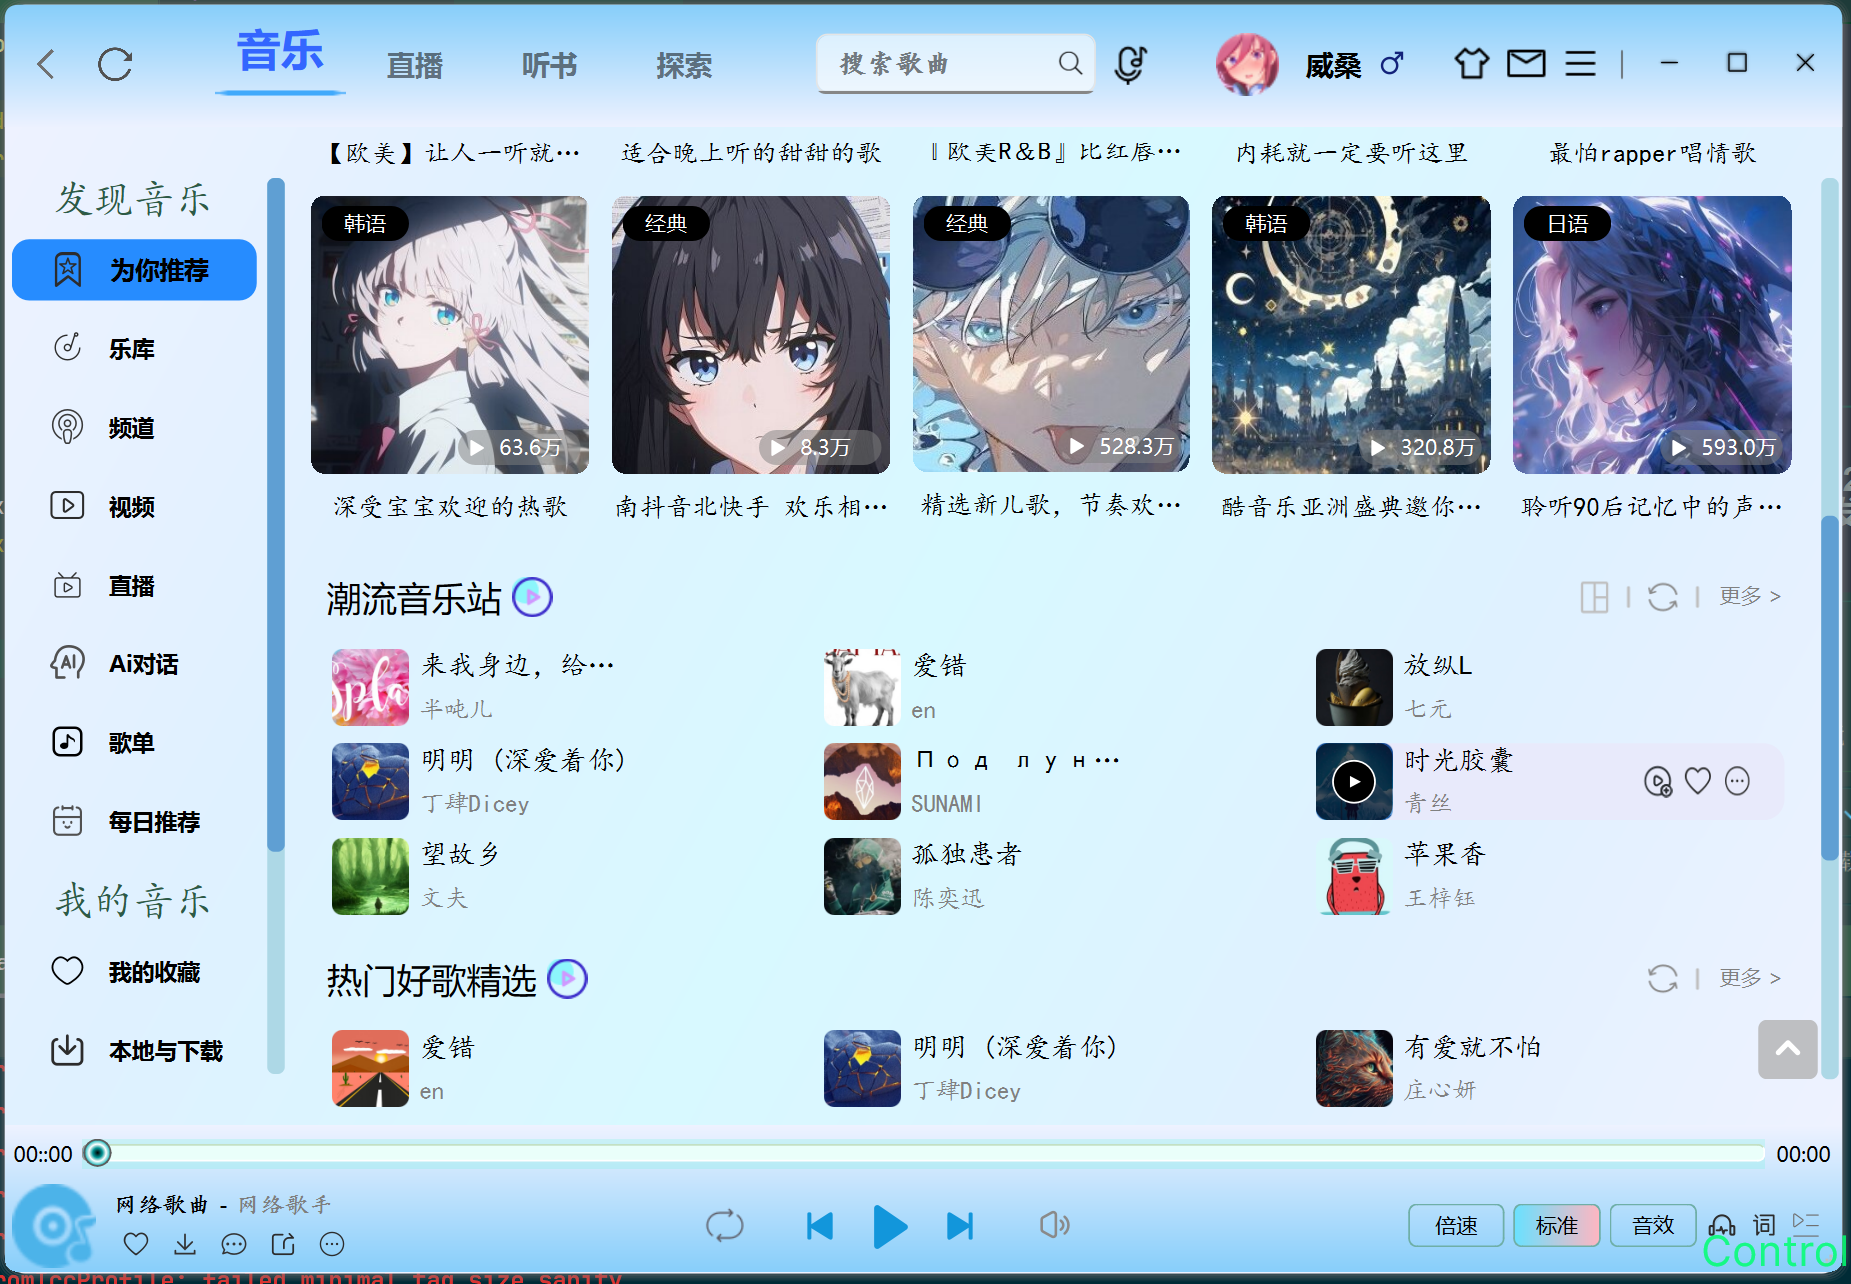 音乐 直播 听书 探索 搜索歌曲 威桑
【欧美】让人一听就… 适合晚上听的甜甜的歌 『欧美R&B』比红唇… 内耗就一定要听这里 最怕rapper唱情歌
发现音乐
为你推荐
乐库
频道
视频
直播
Ai对话
歌单
每日推荐
我的音乐
我的收藏
本地与下载
韩语 经典 经典 韩语 日语
63.6万 8.3万 528.3万 320.8万 593.0万
深受宝宝欢迎的热歌 南抖音北快手 欢乐相… 精选新儿歌，节奏欢… 酷音乐亚洲盛典邀你… 聆听90后记忆中的声…
潮流音乐站 更多 >
来我身边，给… 爱错 放纵L
半吨儿 en 七元
明明（深爱着你） Под лун… 时光胶囊
丁肆Dicey SUNAMI 青丝
望故乡 孤独患者 苹果香
文夫 陈奕迅 王梓钰
热门好歌精选 更多 >
爱错 明明（深爱着你） 有爱就不怕
en 丁肆Dicey 庄心妍
00::00 00:00
网络歌曲 - 网络歌手
倍速 标准 音效 词
Control